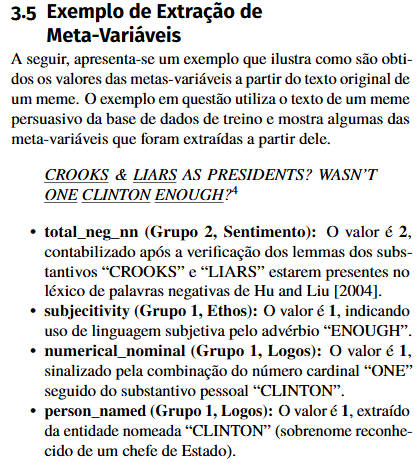 3.5 Exemplo de Extração de
Meta-Variáveis
A seguir, apresenta-se um exemplo que ilustra como são obti-
dos os valores das metas-variáveis a partir do texto original de
um meme. O exemplo em questão utiliza o texto de um meme
persuasivo da base de dados de treino e mostra algumas das
meta-variáveis que foram extraídas a partir dele.
CROOKS & LIARS AS PRESIDENTS? WASN'T
ONE CLINTON ENOUGH?⁴
• total_neg_nn (Grupo 2, Sentimento): O valor é 2,
contabilizado após a verificação dos lemmas dos subs-
tantivos “CROOKS” e “LIARS” estarem presentes no
léxico de palavras negativas de Hu and Liu [2004].
• subjecitivity (Grupo 1, Ethos): O valor é 1, indicando
uso de linguagem subjetiva pelo advérbio “ENOUGH”.
• numerical_nominal (Grupo 1, Logos): O valor é 1,
sinalizado pela combinação do número cardinal “ONE”
seguido do substantivo pessoal “CLINTON”.
• person_named (Grupo 1, Logos): O valor é 1, extraído
da entidade nomeada “CLINTON” (sobrenome reconhe-
cido de um chefe de Estado).